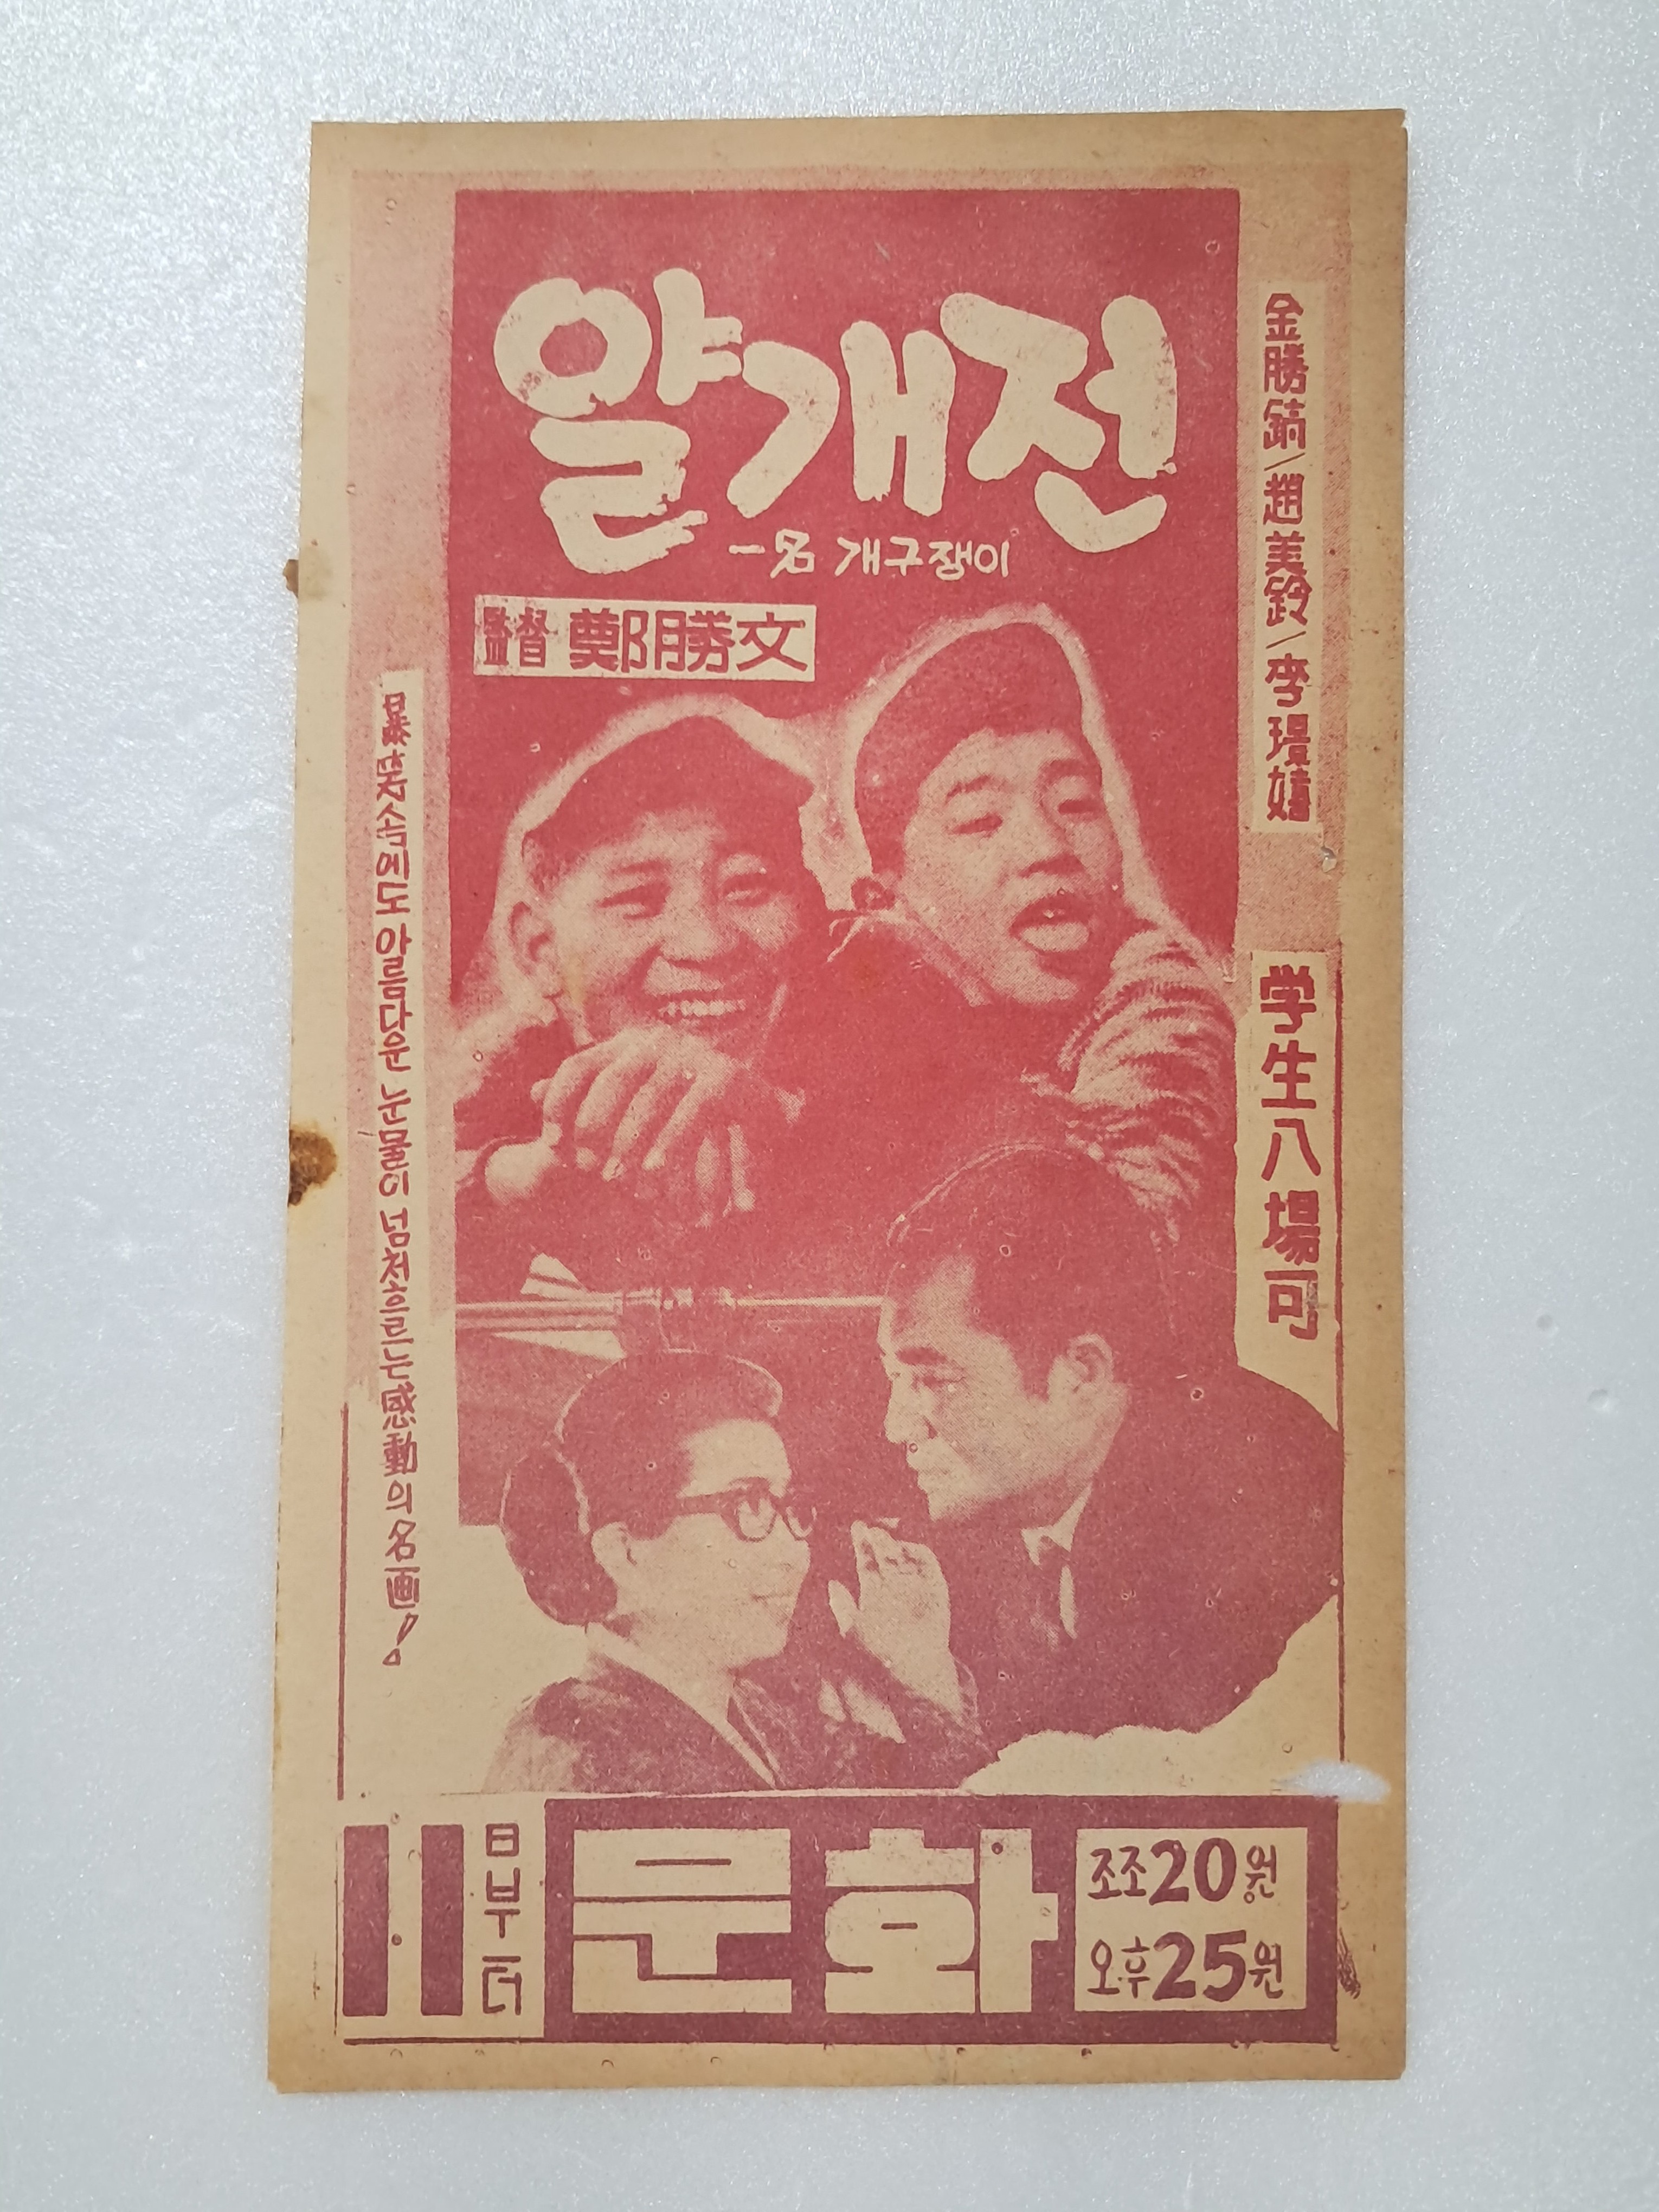 얄개전
一名 개구쟁이
監督 鄭勝文
金勝鎬/趙美鈴/李璟嬉
学生入場可
暴笑속에도 아름다운 눈물이 넘처흐르는 感動의 名画!
11日부터
문화
조조20원
오후25원